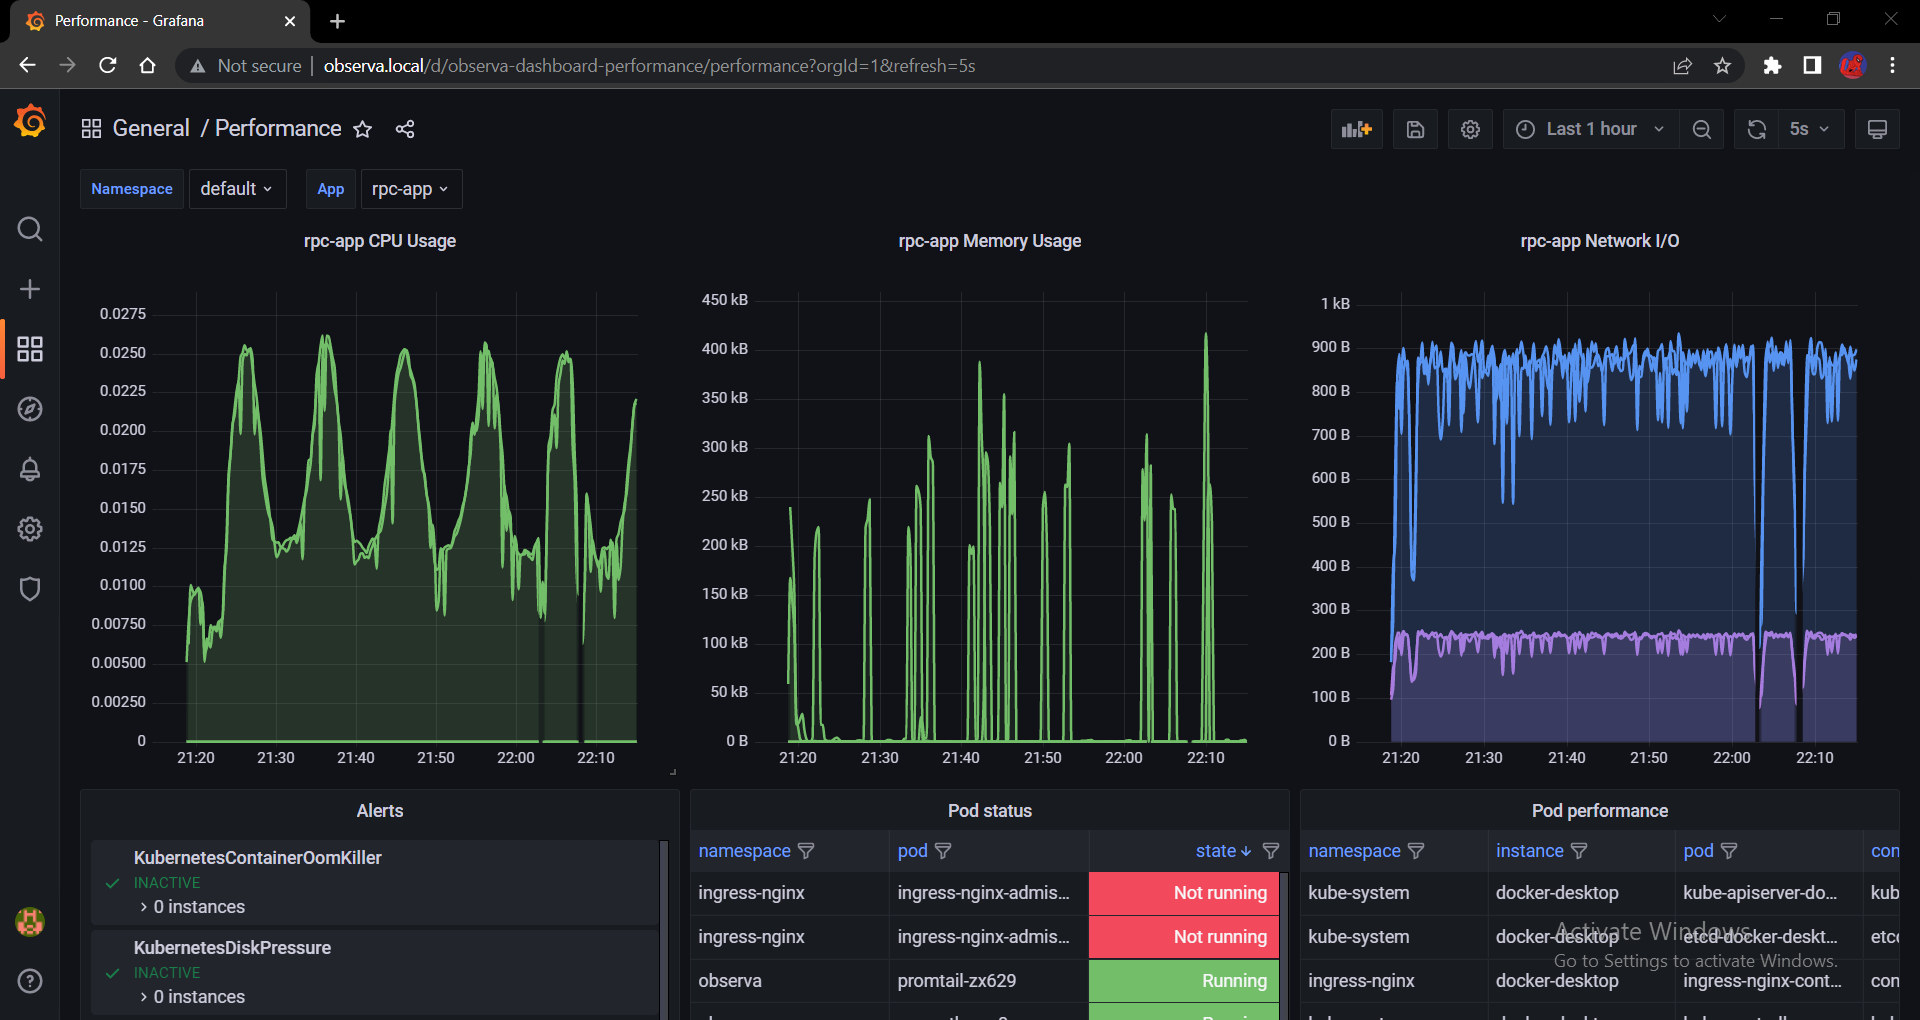 Performance - Grafana
Not secure | observa.local/d/observa-dashboard-performance/performance?orgId=1&refresh=5s
General / Performance
Last 1 hour
5s
Namespace default App rpc-app
rpc-app CPU Usage
0.0275
0.0250
0.0225
0.0200
0.0175
0.0150
0.0125
0.0100
0.00750
0.00500
0.00250
0
21:20 21:30 21:40 21:50 22:00 22:10
rpc-app Memory Usage
450 kB
400 kB
350 kB
300 kB
250 kB
200 kB
150 kB
100 kB
50 kB
0 B
21:20 21:30 21:40 21:50 22:00 22:10
rpc-app Network I/O
1 kB
900 B
800 B
700 B
600 B
500 B
400 B
300 B
200 B
100 B
0 B
21:20 21:30 21:40 21:50 22:00 22:10
Alerts
KubernetesContainerOomKiller
INACTIVE
0 instances
KubernetesDiskPressure
INACTIVE
0 instances
Pod status
namespace pod state
ingress-nginx ingress-nginx-admis... Not running
ingress-nginx ingress-nginx-admis... Not running
observa promtail-zx629 Running
Pod performance
namespace instance pod con
kube-system docker-desktop kube-apiserver-do... kub
kube-system docker-desktop etcd-docker-deskt... etc
ingress-nginx docker-desktop ingress-nginx-cont... con
Activate Windows
Go to Settings to activate Windows.